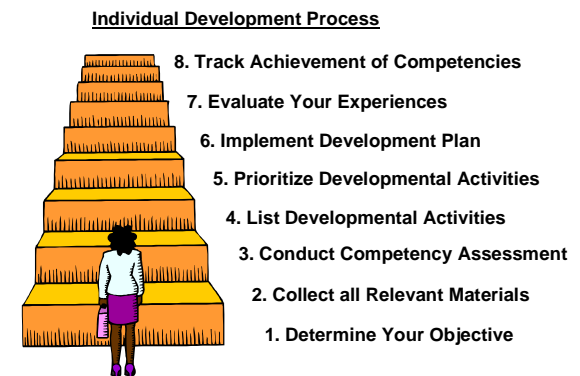 Individual Development Process
8. Track Achievement of Competencies
7. Evaluate Your Experiences
6. Implement Development Plan
5. Prioritize Developmental Activities
4. List Developmental Activities
3. Conduct Competency Assessment
2. Collect all Relevant Materials
1. Determine Your Objective